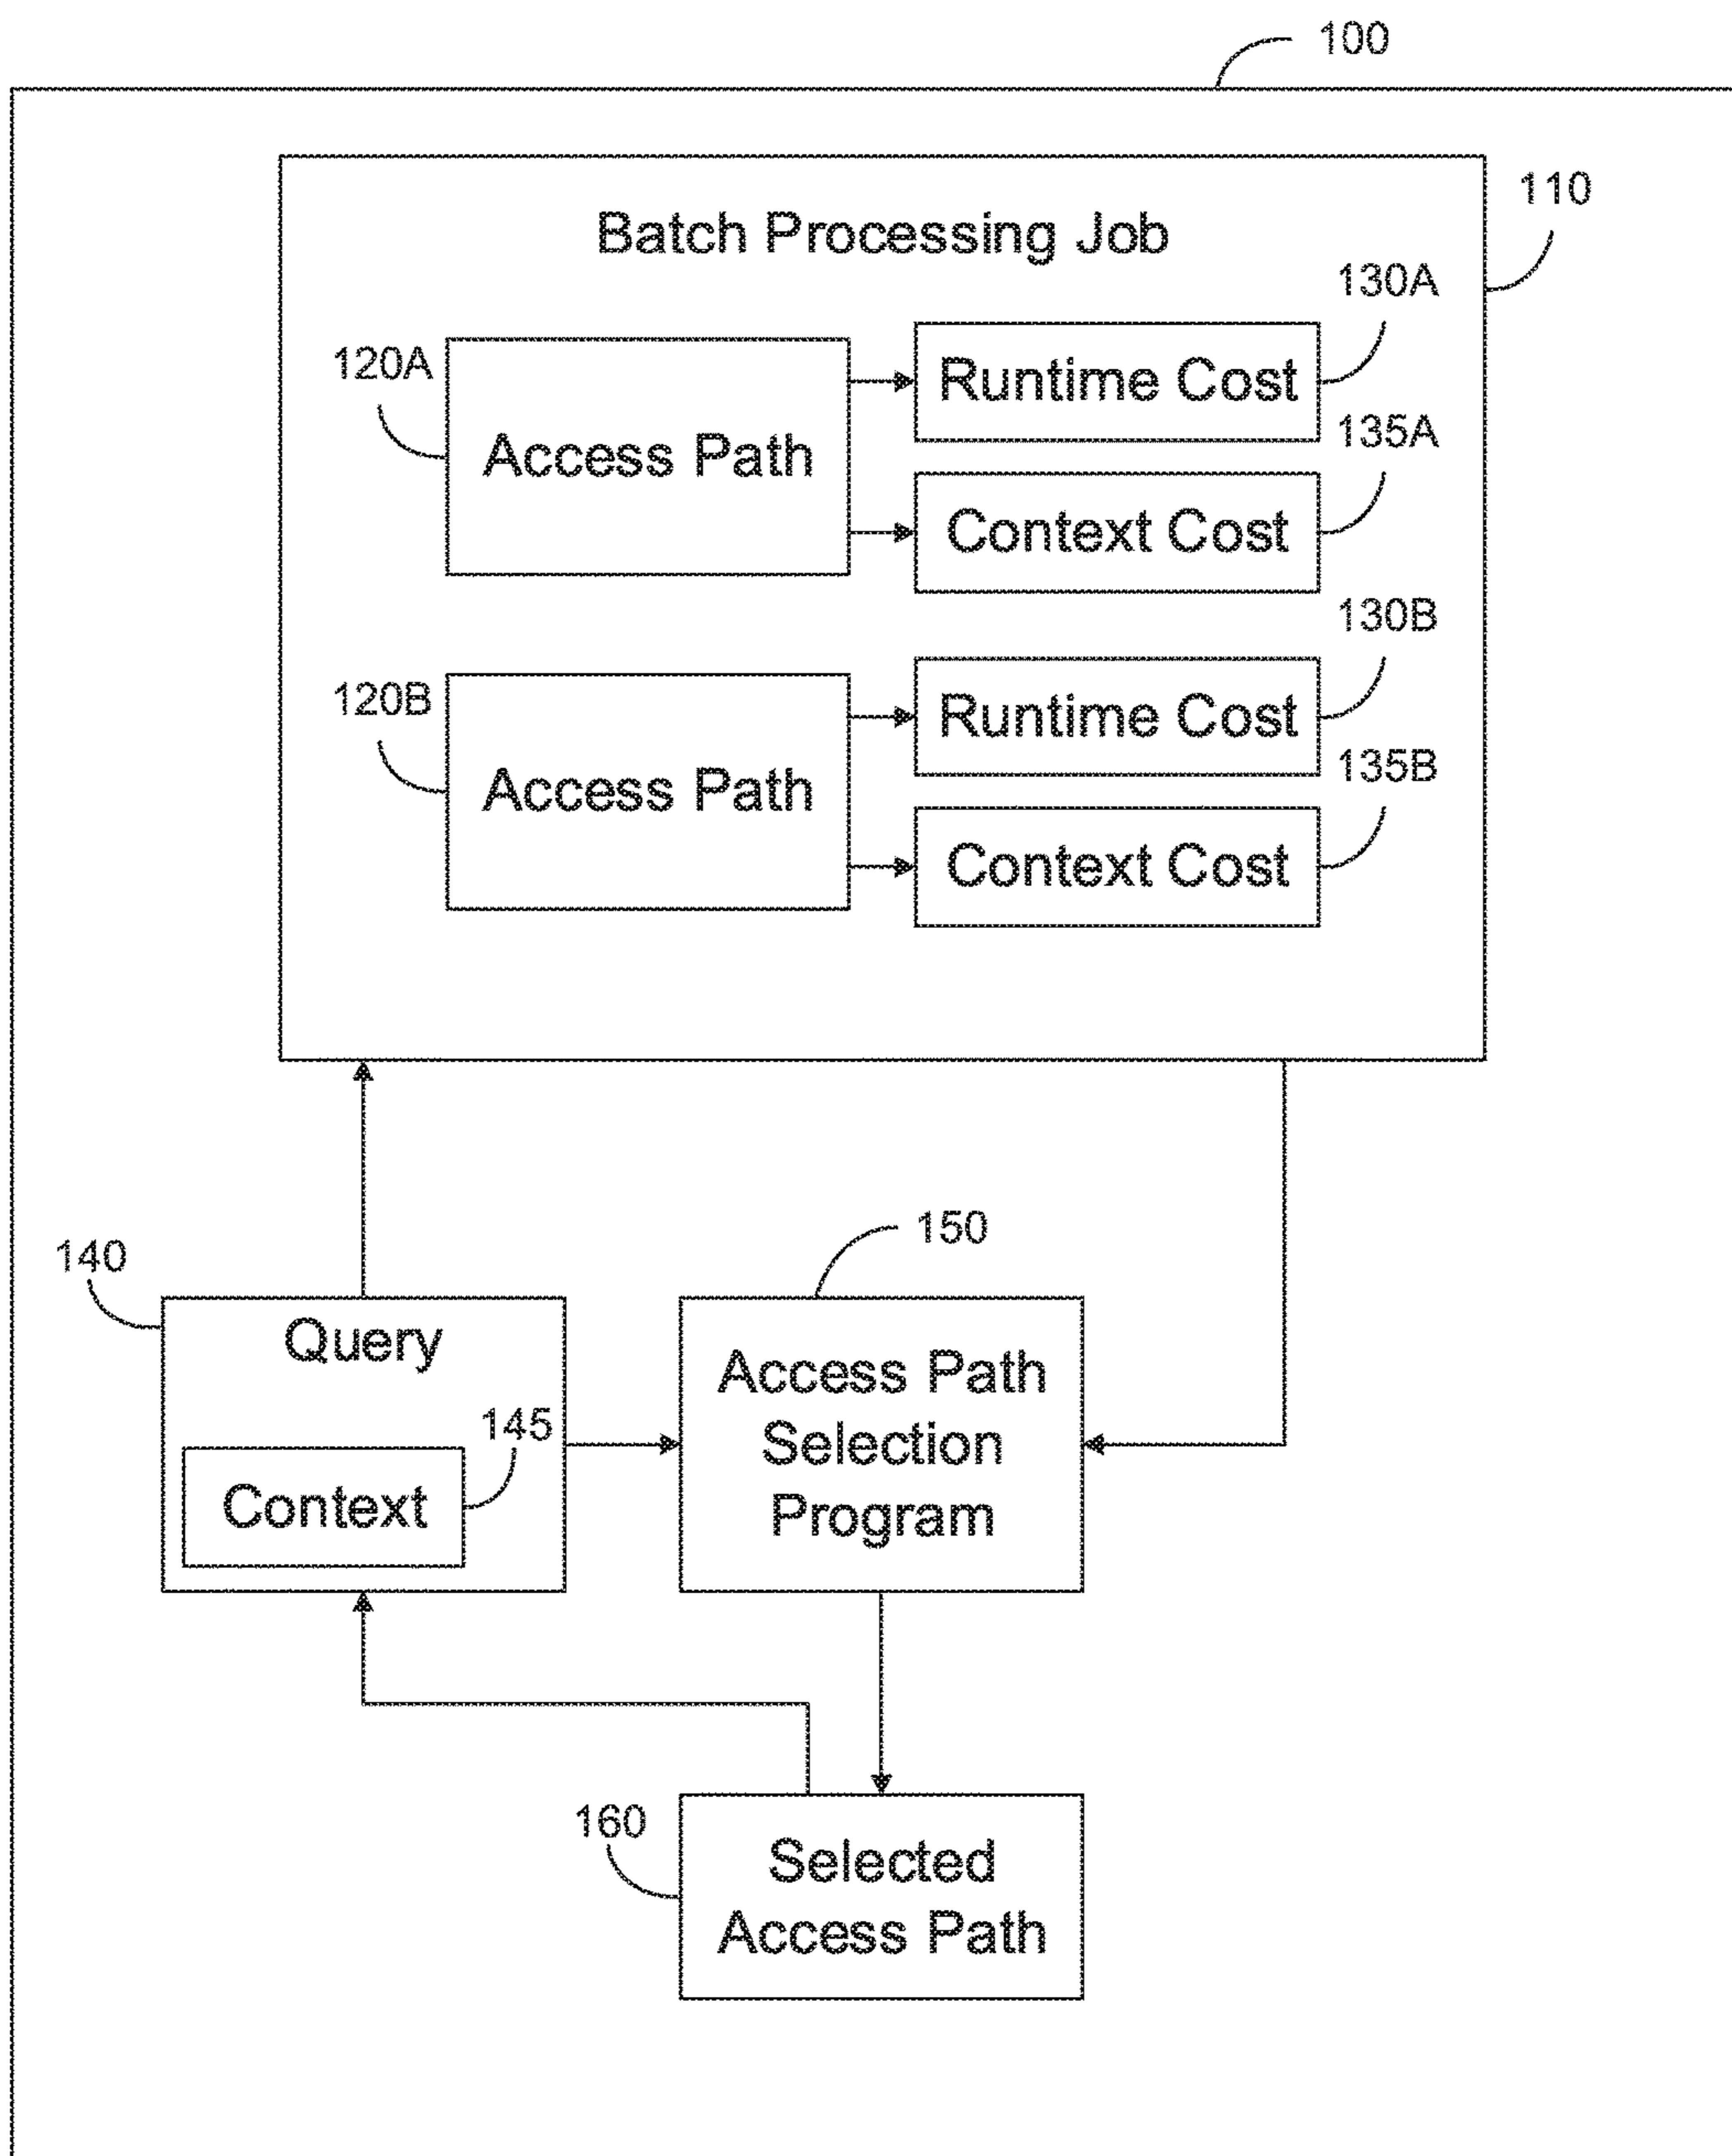 100
110
Batch Processing Job
130A
120A
Runtime Cost
Access Path
135A
Context Cost
130B
120B
Runtime Cost
Access Path
135B
Context Cost
140
150
Query
145
Context
Access Path
Selection
Program
160
Selected
Access Path